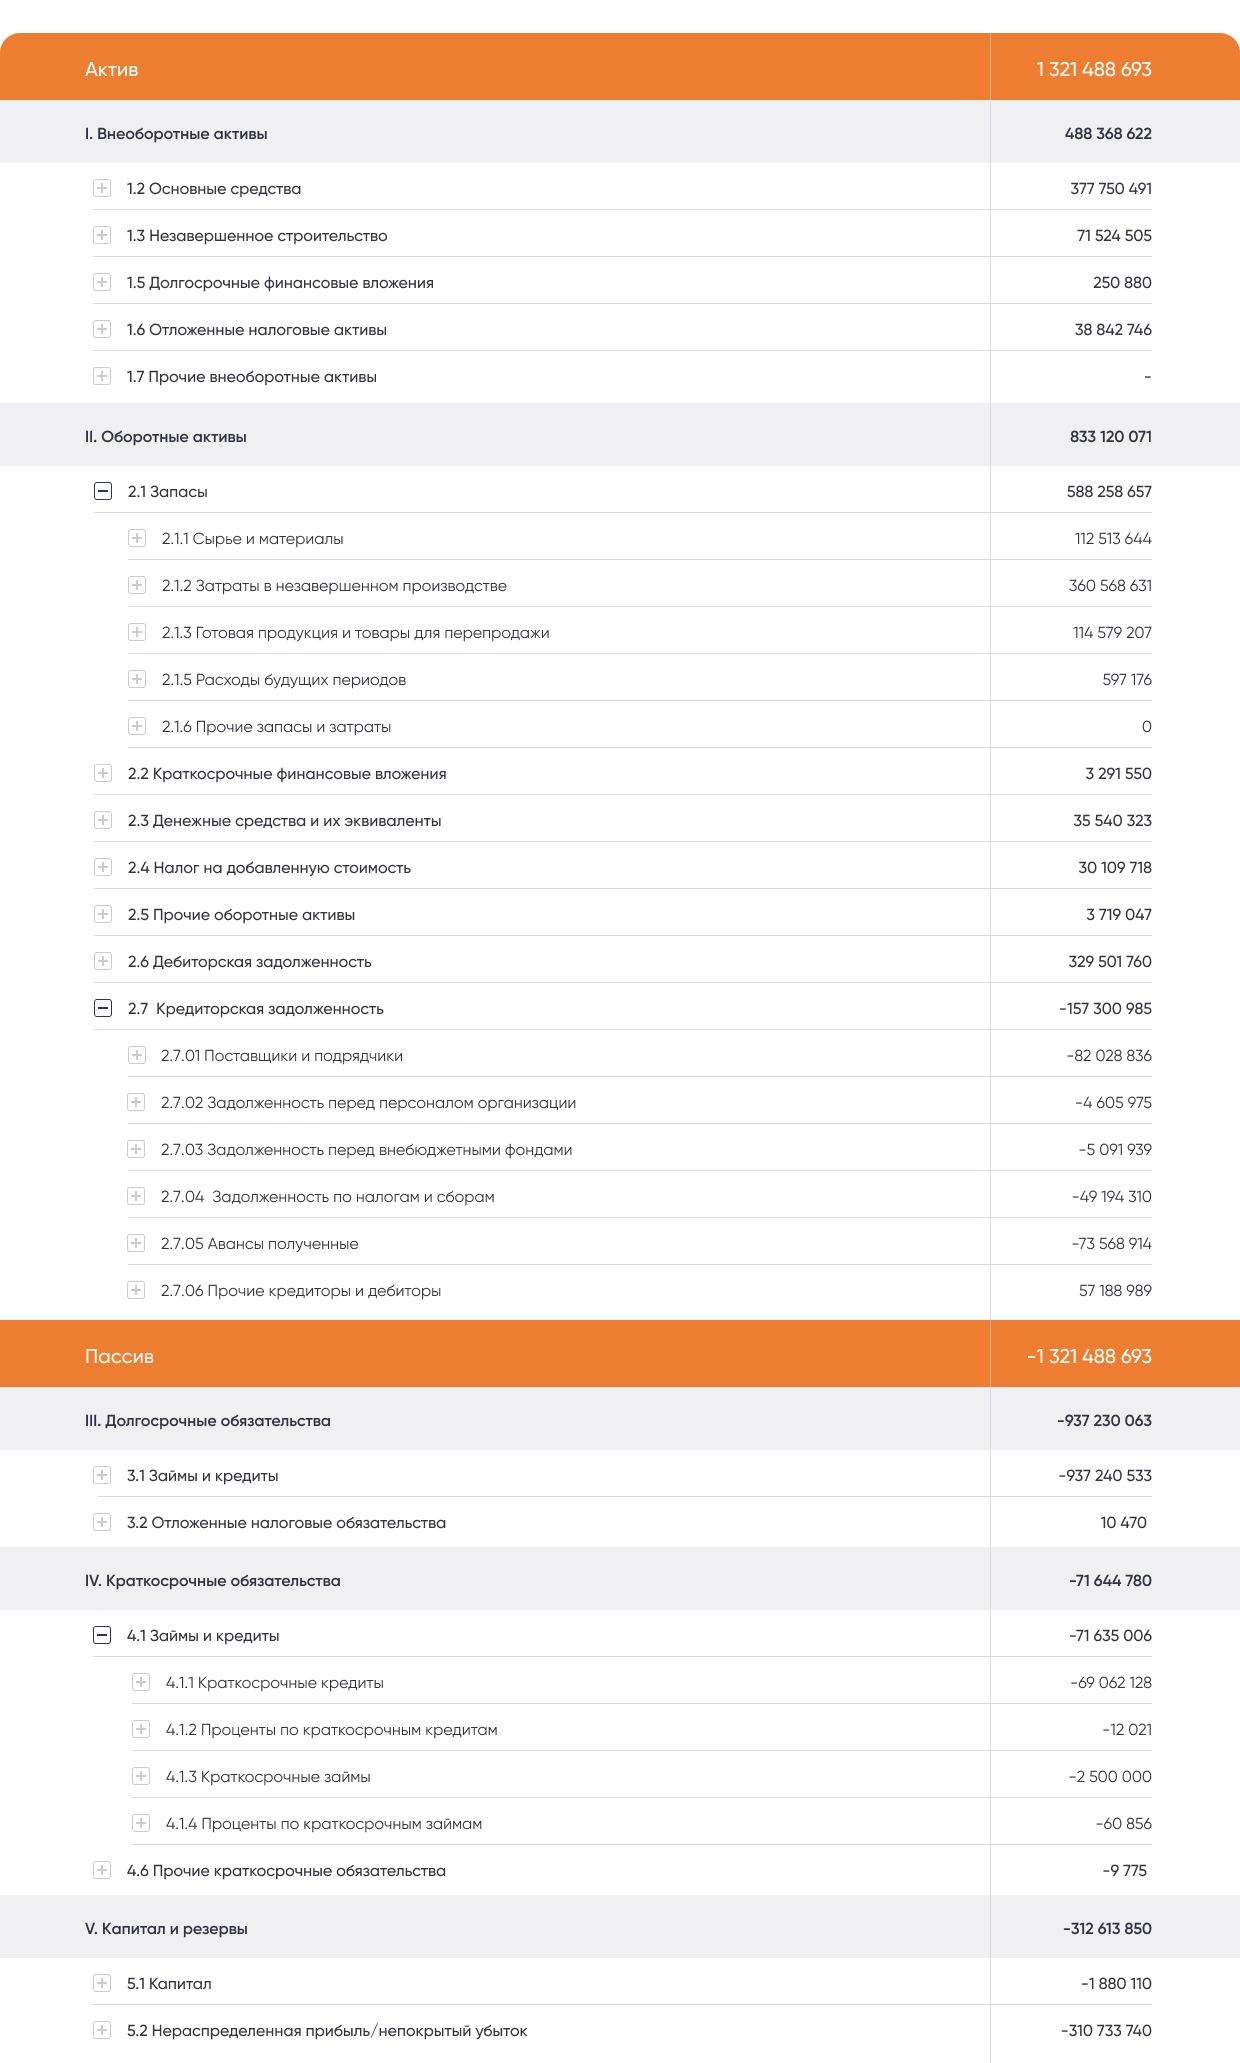 Актив 1 321 488 693
I. Внеоборотные активы 488 368 622
1.2 Основные средства 377 750 491
1.3 Незавершенное строительство 71 524 505
1.5 Долгосрочные финансовые вложения 250 880
1.6 Отложенные налоговые активы 38 842 746
1.7 Прочие внеоборотные активы -
II. Оборотные активы 833 120 071
2.1 Запасы 588 258 657
2.1.1 Сырье и материалы 112 513 644
2.1.2 Затраты в незавершенном производстве 360 568 631
2.1.3 Готовая продукция и товары для перепродажи 114 579 207
2.1.5 Расходы будущих периодов 597 176
2.1.6 Прочие запасы и затраты 0
2.2 Краткосрочные финансовые вложения 3 291 550
2.3 Денежные средства и их эквиваленты 35 540 323
2.4 Налог на добавленную стоимость 30 109 718
2.5 Прочие оборотные активы 3 719 047
2.6 Дебиторская задолженность 329 501 760
2.7 Кредиторская задолженность -157 300 985
2.7.01 Поставщики и подрядчики -82 028 836
2.7.02 Задолженность перед персоналом организации -4 605 975
2.7.03 Задолженность перед внебюджетными фондами -5 091 939
2.7.04 Задолженность по налогам и сборам -49 194 310
2.7.05 Авансы полученные -73 568 914
2.7.06 Прочие кредиторы и дебиторы 57 188 989
Пассив -1 321 488 693
III. Долгосрочные обязательства -937 230 063
3.1 Займы и кредиты -937 240 533
3.2 Отложенные налоговые обязательства 10 470
IV. Краткосрочные обязательства -71 644 780
4.1 Займы и кредиты -71 635 006
4.1.1 Краткосрочные кредиты -69 062 128
4.1.2 Проценты по краткосрочным кредитам -12 021
4.1.3 Краткосрочные займы -2 500 000
4.1.4 Проценты по краткосрочным займам -60 856
4.6 Прочие краткосрочные обязательства -9 775
V. Капитал и резервы -312 613 850
5.1 Капитал -1 880 110
5.2 Нераспределенная прибыль/непокрытый убыток -310 733 740